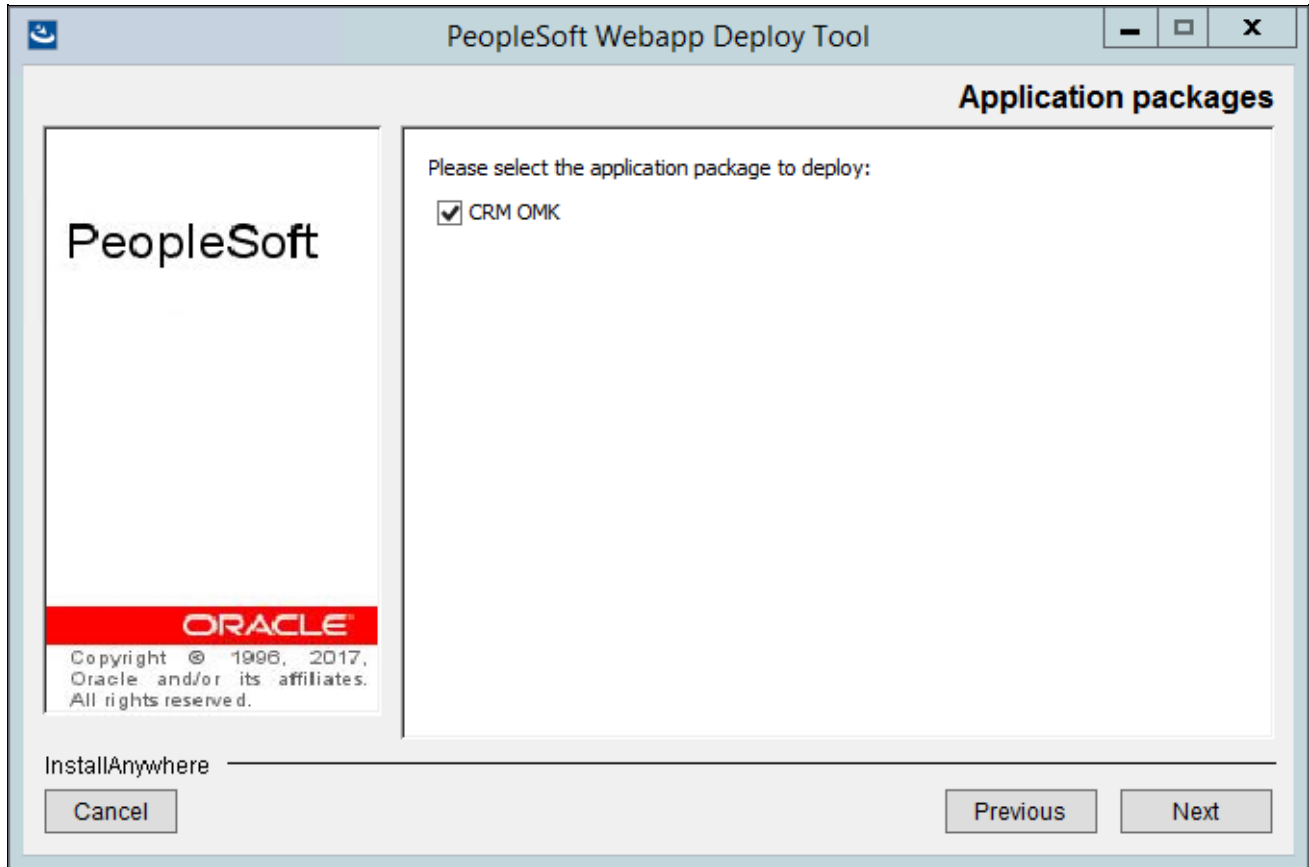 PeopleSoft Webapp Deploy Tool
Application packages
Please select the application package to deploy:
CRM OMK
PeopleSoft
ORACLE
Copyright © 1996, 2017,
Oracle and/or its affiliates.
All rights reserved.
InstallAnywhere
Cancel
Previous
Next